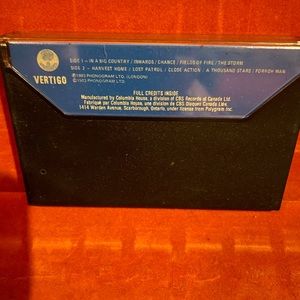 VERTIGO
SIDE 1 - IN A BIG COUNTRY / INWARDS / CHANCE / FIELDS OF FIRE / THE STORM
SIDE 2 - HARVEST HOME / LOST PATROL / CLOSE ACTION / A THOUSAND STARS / PORROH MAN
℗1983 PHONOGRAM LTD. (LONDON)
©1983 PHONOGRAM LTD.
FULL CREDITS INSIDE
Manufactured by Columbia House, a division of CBS Records of Canada Ltd.
Fabriqué par Columbia House, une division de CBS Disques Canada Ltée.
1414 Warden Avenue, Scarborough, Ontario, under license from Polygram Inc.